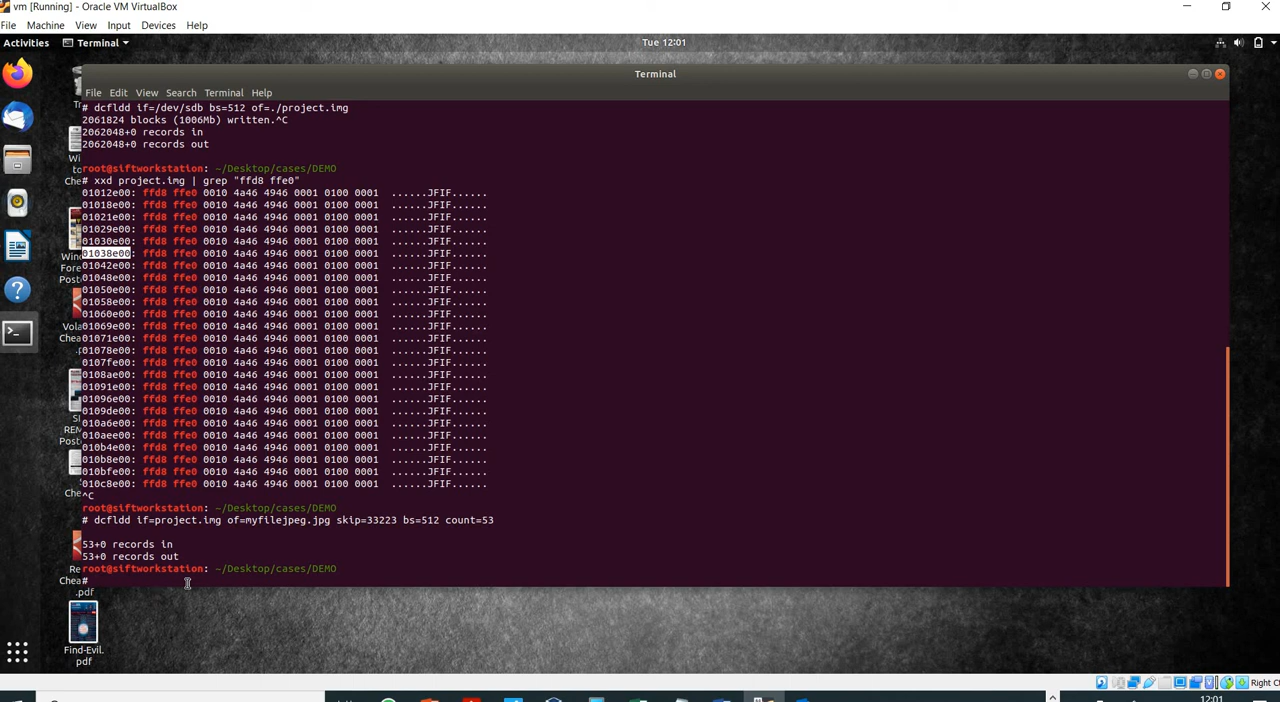 vm [Running] - Oracle VM VirtualBox
File Machine View Input Devices Help
Activities Terminal Tue 12:01
Terminal
File Edit View Search Terminal Help
# dcfldd if=/dev/sdb bs=512 of=./project.img
2061824 blocks (1006Mb) written.^C
2062048+0 records in
2062048+0 records out
root@siftworkstation: ~/Desktop/cases/DEMO
# xxd project.img | grep "ffd8 ffe0"
01012e00: ffd8 ffe0 0010 4a46 4946 0001 0100 0001 ......JFIF......
01018e00: ffd8 ffe0 0010 4a46 4946 0001 0100 0001 ......JFIF......
01021e00: ffd8 ffe0 0010 4a46 4946 0001 0100 0001 ......JFIF......
01029e00: ffd8 ffe0 0010 4a46 4946 0001 0100 0001 ......JFIF......
01030e00: ffd8 ffe0 0010 4a46 4946 0001 0100 0001 ......JFIF......
01038e00: ffd8 ffe0 0010 4a46 4946 0001 0100 0001 ......JFIF......
01042e00: ffd8 ffe0 0010 4a46 4946 0001 0100 0001 ......JFIF......
01048e00: ffd8 ffe0 0010 4a46 4946 0001 0100 0001 ......JFIF......
01050e00: ffd8 ffe0 0010 4a46 4946 0001 0100 0001 ......JFIF......
01058e00: ffd8 ffe0 0010 4a46 4946 0001 0100 0001 ......JFIF......
01060e00: ffd8 ffe0 0010 4a46 4946 0001 0100 0001 ......JFIF......
01069e00: ffd8 ffe0 0010 4a46 4946 0001 0100 0001 ......JFIF......
01071e00: ffd8 ffe0 0010 4a46 4946 0001 0100 0001 ......JFIF......
01078e00: ffd8 ffe0 0010 4a46 4946 0001 0100 0001 ......JFIF......
0107fe00: ffd8 ffe0 0010 4a46 4946 0001 0100 0001 ......JFIF......
0108ae00: ffd8 ffe0 0010 4a46 4946 0001 0100 0001 ......JFIF......
01091e00: ffd8 ffe0 0010 4a46 4946 0001 0100 0001 ......JFIF......
01096e00: ffd8 ffe0 0010 4a46 4946 0001 0100 0001 ......JFIF......
0109de00: ffd8 ffe0 0010 4a46 4946 0001 0100 0001 ......JFIF......
010a6e00: ffd8 ffe0 0010 4a46 4946 0001 0100 0001 ......JFIF......
010aee00: ffd8 ffe0 0010 4a46 4946 0001 0100 0001 ......JFIF......
010b4e00: ffd8 ffe0 0010 4a46 4946 0001 0100 0001 ......JFIF......
010b8e00: ffd8 ffe0 0010 4a46 4946 0001 0100 0001 ......JFIF......
010bfe00: ffd8 ffe0 0010 4a46 4946 0001 0100 0001 ......JFIF......
010c8e00: ffd8 ffe0 0010 4a46 4946 0001 0100 0001 ......JFIF......
^C
root@siftworkstation: ~/Desktop/cases/DEMO
# dcfldd if=project.img of=myfilejpeg.jpg skip=33223 bs=512 count=53
53+0 records in
53+0 records out
root@siftworkstation: ~/Desktop/cases/DEMO
#
.pdf
Find-Evil.
pdf
Right C
12:01